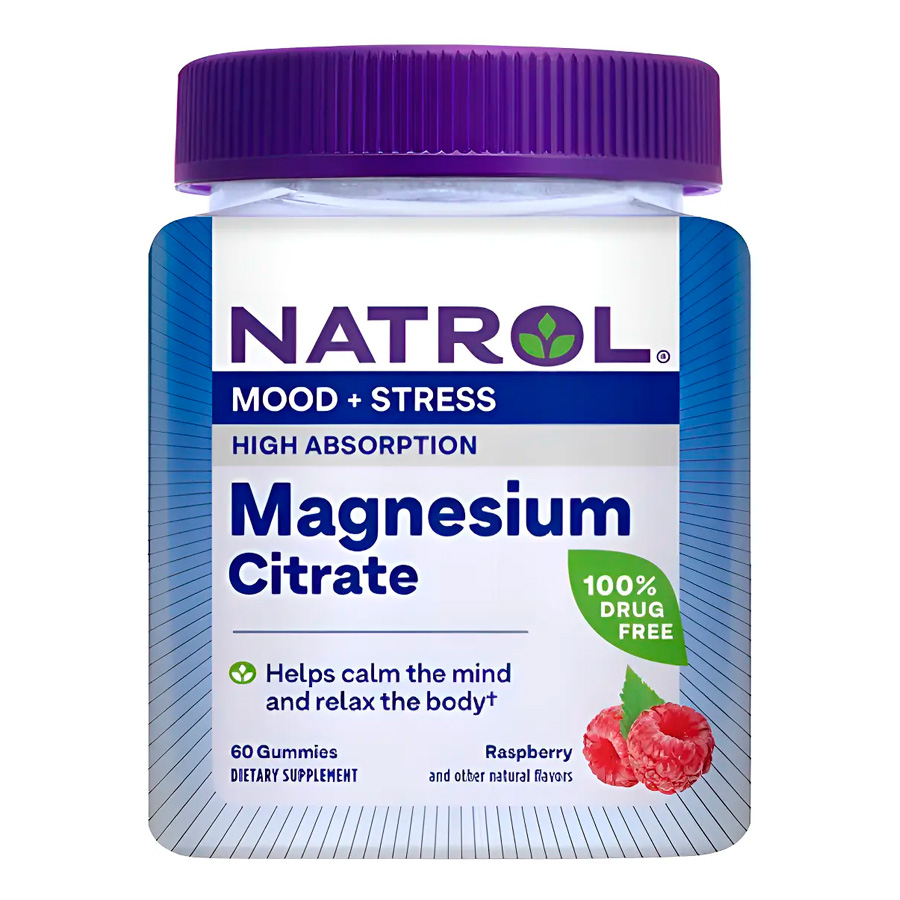 NATROL®
MOOD + STRESS
HIGH ABSORPTION
Magnesium
Citrate
100%
DRUG
FREE
Helps calm the mind
and relax the body†
60 Gummies
DIETARY SUPPLEMENT
Raspberry
and other natural flavors